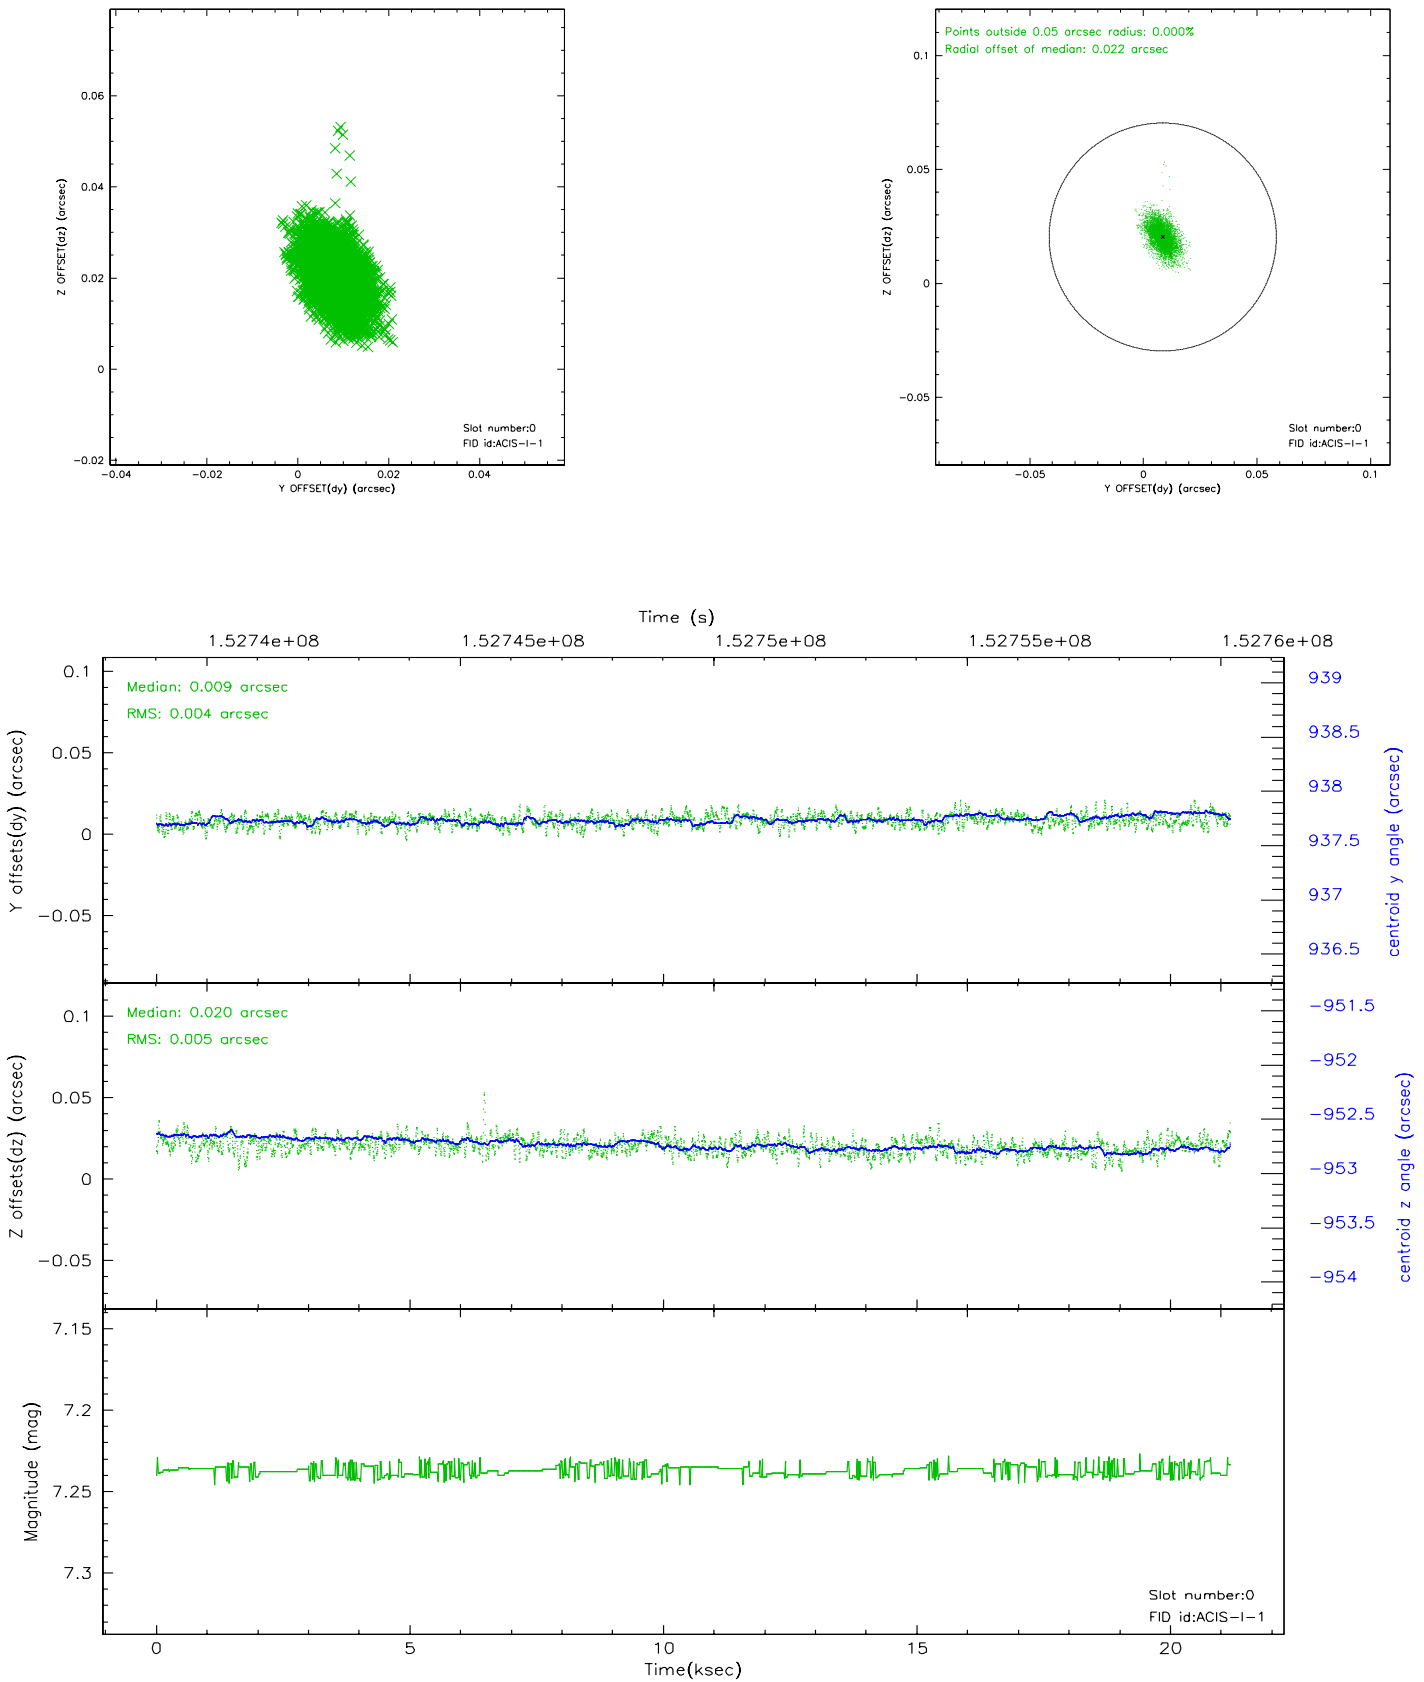 0.06
0.04
0.02
0
-0.02
Z OFFSET(dz) (arcsec)
Slot number:0
FID id:ACIS-I-1
-0.04 -0.02 0 0.02 0.04
Y OFFSET(dy) (arcsec)
Points outside 0.05 arcsec radius: 0.000%
Radial offset of median: 0.022 arcsec
0.1
0.05
0
-0.05
Z OFFSET(dz) (arcsec)
Slot number:0
FID id:ACIS-I-1
-0.05 0 0.05 0.1
Y OFFSET(dy) (arcsec)
Time (s)
1.5274e+08 1.52745e+08 1.5275e+08 1.52755e+08 1.5276e+08
Median: 0.009 arcsec
RMS: 0.004 arcsec
0.1
0.05
0
-0.05
Y offsets(dy) (arcsec)
939
938.5
938
937.5
937
936.5
centroid y angle (arcsec)
Median: 0.020 arcsec
RMS: 0.005 arcsec
0.1
0.05
0
-0.05
Z offsets(dz) (arcsec)
-951.5
-952
-952.5
-953
-953.5
-954
centroid z angle (arcsec)
7.15
7.2
7.25
7.3
Magnitude (mag)
Slot number:0
FID id:ACIS-I-1
0 5 10 15 20
Time(ksec)